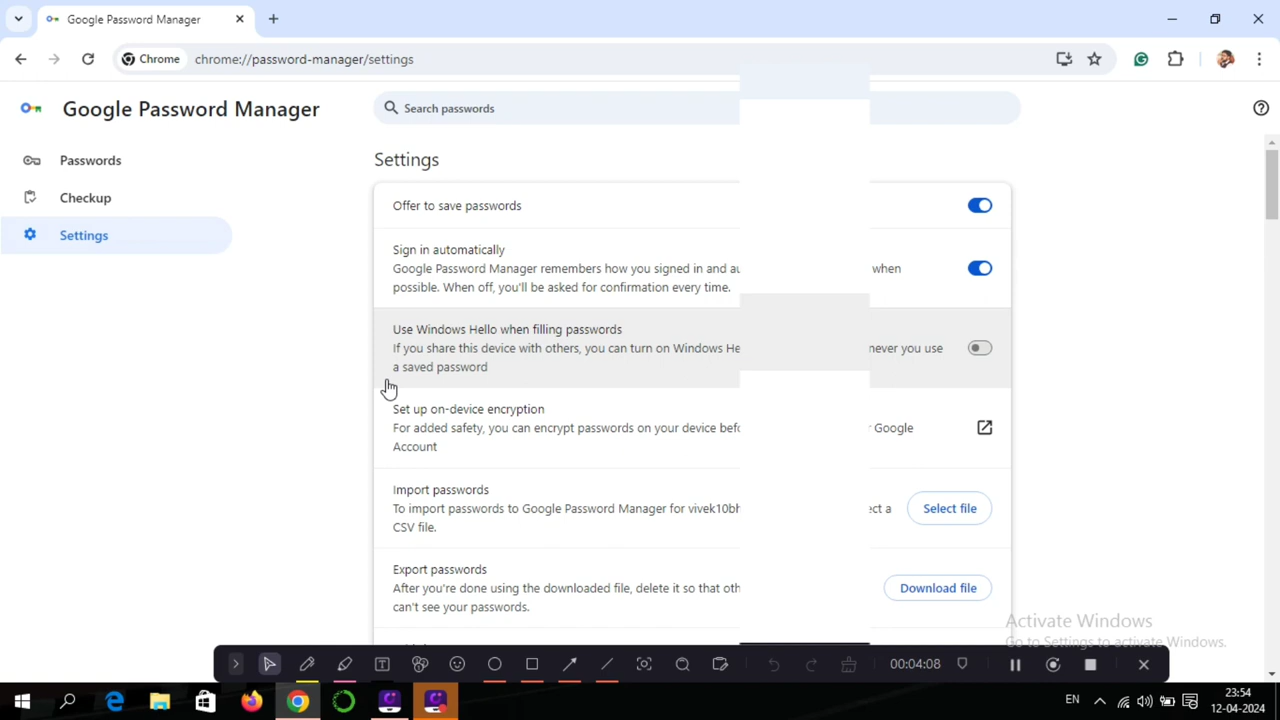 Google Password Manager
Chrome
chrome://password-manager/settings
Google Password Manager
Search passwords
Passwords
Checkup
Settings
Settings
Offer to save passwords
Sign in automatically
Google Password Manager remembers how you signed in and when
possible. When off, you'll be asked for confirmation every time.
Use Windows Hello when filling passwords
If you share this device with others, you can turn on Windows you use
a saved password
Set up on-device encryption
For added safety, you can encrypt passwords on your device Google
Account
Import passwords
To import passwords to Google Password Manager for a
CSV file.
Select file
Export passwords
After you're done using the downloaded file, delete it so that
can't see your passwords.
Download file
Activate Windows
Go to Settings to activate Windows.
00:04:08
EN
23:54
12-04-2024